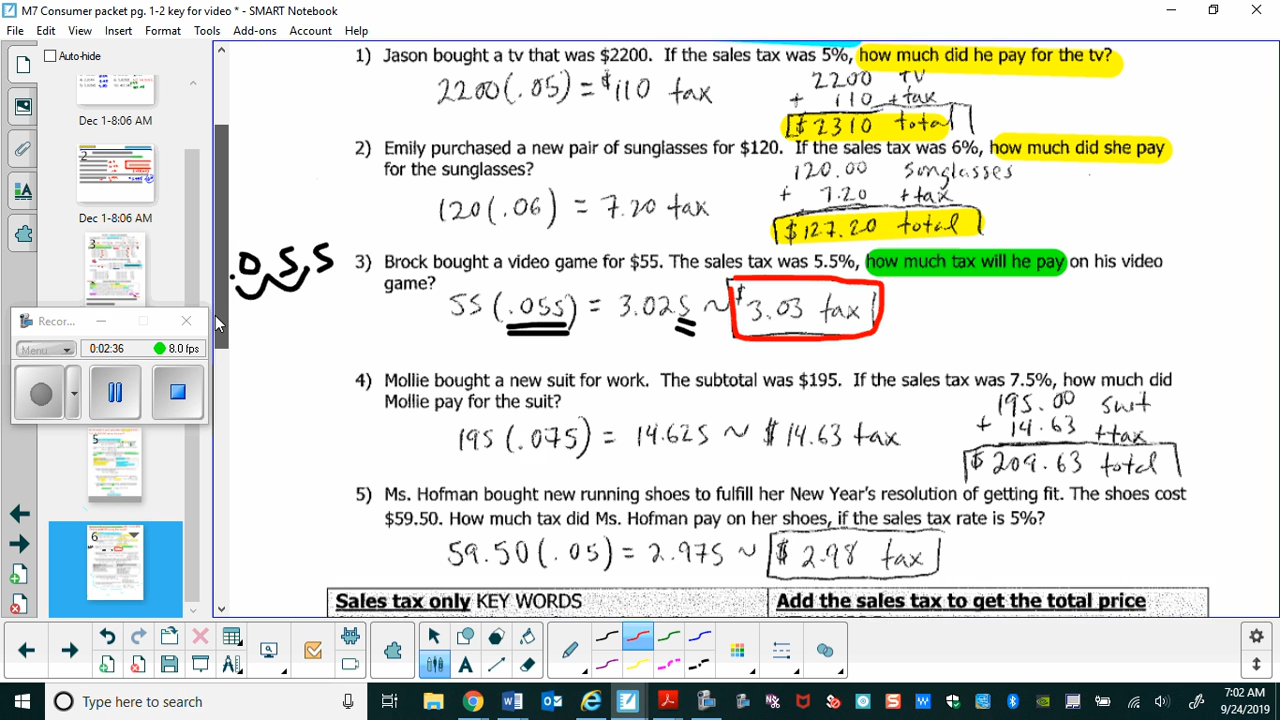 M7 Consumer packet pg. 1-2 key for video * - SMART Notebook
File Edit View Insert Format Tools Add-ons Account Help
Auto-hide
Dec 1-8:06 AM
2
Dec 1-8:06 AM
3
Recor...
Menu
0:02:36
8.0 fps
5
6
1) Jason bought a tv that was $2200. If the sales tax was 5%, how much did he pay for the tv?
2200(.05) = $110 tax
2200 TV
+ 110 +tax
$2310 total
2) Emily purchased a new pair of sunglasses for $120. If the sales tax was 6%, how much did she pay
for the sunglasses?
120(.06) = 7.20 tax
120.00 sunglasses
+ 7.20 +tax
$127.20 total
.05,5
3) Brock bought a video game for $55. The sales tax was 5.5%, how much tax will he pay on his video
game?
55 (.055) = 3.025 ~ $3.03 tax
4) Mollie bought a new suit for work. The subtotal was $195. If the sales tax was 7.5%, how much did
Mollie pay for the suit?
195 (.075) = 14.625 ~ $14.63 tax
195.00 suit
+ 14.63 +tax
$209.63 total
5) Ms. Hofman bought new running shoes to fulfill her New Year's resolution of getting fit. The shoes cost
$59.50. How much tax did Ms. Hofman pay on her shoes, if the sales tax rate is 5%?
59.50(.05) = 2.975 ~ $2.98 tax
Sales tax only KEY WORDS
Add the sales tax to get the total price
Type here to search
7:02 AM
9/24/2019